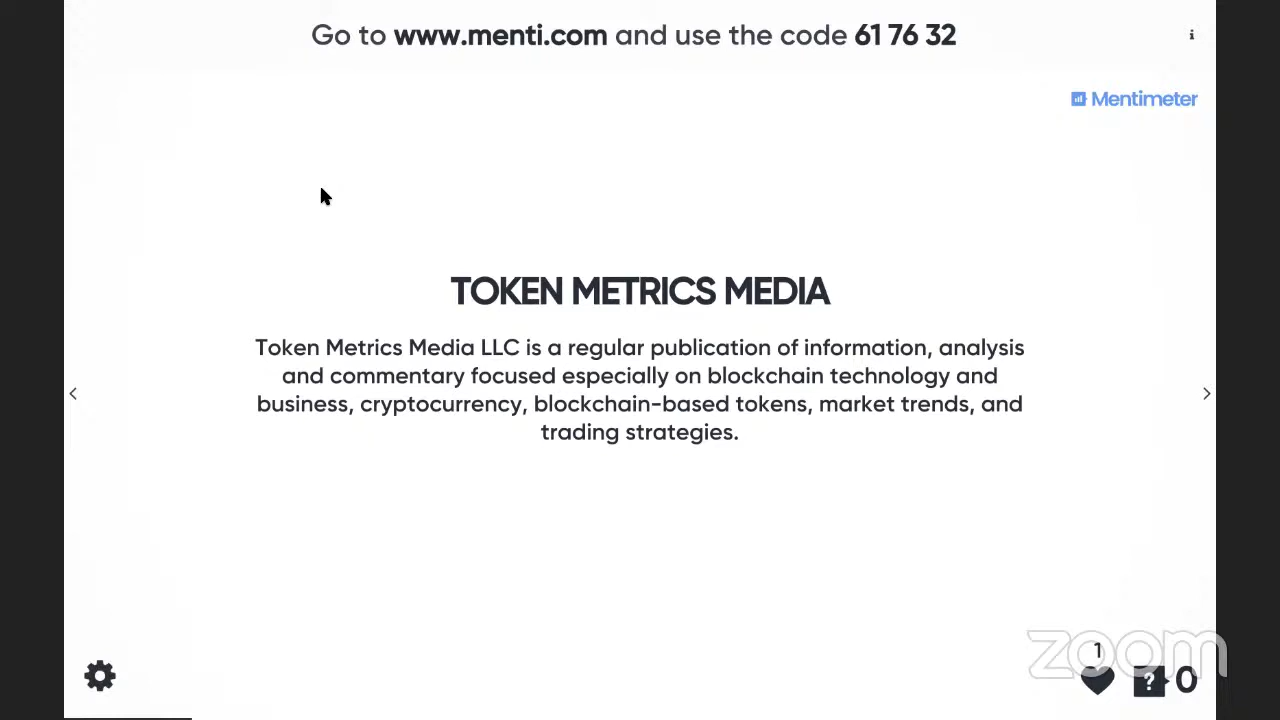 Go to www.menti.com and use the code 61 76 32
i
Mentimeter
TOKEN METRICS MEDIA
Token Metrics Media LLC is a regular publication of information, analysis
and commentary focused especially on blockchain technology and
business, cryptocurrency, blockchain-based tokens, market trends, and
trading strategies.
zoom
1
? 0